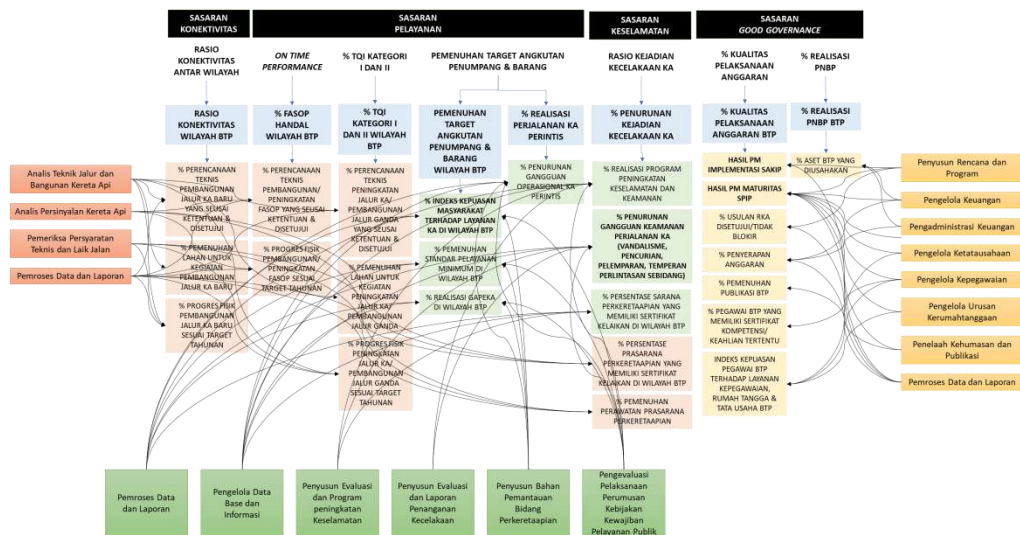 SASARAN
KONEKTIVITAS
SASARAN
PELAYANAN
SASARAN
KESELAMATAN
SASARAN
GOOD GOVERNANCE
RASIO
KONEKTIVITAS
ANTAR WILAYAH
ON TIME
PERFORMANCE
% TQI KATEGORI
I DAN II
PEMENUHAN TARGET ANGKUTAN
PENUMPANG & BARANG
RASIO KEJADIAN
KECELAKAAN KA
% KUALITAS
PELAKSANAAN
ANGGARAN
% REALISASI
PNBP
RASIO
KONEKTIVITAS
WILAYAH BTP
% FASOP
HANDAL
WILAYAH BTP
% TQI
KATEGORI I
DAN II WILAYAH
BTP
PEMENUHAN
TARGET
ANGKUTAN
PENUMPANG &
BARANG
WILAYAH BTP
% REALISASI
PERJALANAN KA
PERINTIS
% PENURUNAN
KEJADIAN
KECELAKAAN KA
% KUALITAS
PELAKSANAAN
ANGGARAN BTP
% REALISASI
PNBP BTP
% PERENCANAAN
TEKNIS
PEMBANGUNAN
JALUR KA BARU
YANG SEUSAI
KETENTUAN &
DISETUJUI
% PEMENUHAN
LAHAN UNTUK
KEGIATAN
PEMBANGUNAN
JALUR KA BARU
% PROGRES FISIK
PEMBANGUNAN
JALUR KA BARU
SESUAI TARGET
TAHUNAN
% PERENCANAAN
TEKNIS
PEMBANGUNAN/
PENINGKATAN
FASOP YANG SEUSAI
KETENTUAN &
DISETUJUI
% PROGRES FISIK
PEMBANGUNAN/
PENINGKATAN
FASOP SESUAI
TARGET TAHUNAN
% PERENCANAAN
TEKNIS
PENINGKATAN
JALUR KA/
PEMBANGUNAN
JALUR GANDA
YANG SEUSAI
KETENTUAN &
DISETUJUI
% PEMENUHAN
LAHAN UNTUK
KEGIATAN
PENINGKATAN
JALUR KA/
PEMBANGUNAN
JALUR GANDA
% PROGRES FISIK
PENINGKATAN
JALUR KA/
PEMBANGUNAN
JALUR GANDA
SESUAI TARGET
TAHUNAN
% INDEKS KEPUASAN
MASYARAKAT
TERHADAP LAYANAN
KA DI WILAYAH BTP
% PEMENUHAN
STANDAR PELAYANAN
MINIMUM DI
WILAYAH BTP
% REALISASI GAPEKA
DI WILAYAH BTP
% PENURUNAN
GANGGUAN
OPERASIONAL KA
PERINTIS
% REALISASI PROGRAM
PENINGKATAN
KESELAMATAN DAN
KEAMANAN
% PENURUNAN
GANGGUAN KEAMANAN
PERJALANAN KA
(VANDALISME,
PENCURIAN,
PELEMPARAN, TEMPERAN
PERLINTASAN SEBIDANG)
% PERSENTASE SARANA
PERKERETAAPIAN YANG
MEMILIKI SERTIFIKAT
KELAIKAN DI WILAYAH BTP
% PERSENTASE
PRASARANA
PERKERETAAPIAN YANG
MEMILIKI SERTIFIKAT
KELAIKAN DI WILAYAH BTP
% PEMENUHAN
PERAWATAN PRASARANA
PERKERETAAPIAN
HASIL PM
IMPLEMENTASI SAKIP
HASIL PM MATURITAS
SPIP
% USULAN RKA
DISETUJUI/TIDAK
BLOKIR
% PENYERAPAN
ANGGARAN
% PEMENUHAN
PUBLIKASI BTP
% PEGAWAI BTP YANG
MEMILIKI SERTIFIKAT
KOMPETENSI/
KEAHLIAN TERTENTU
INDEKS KEPUASAN
PEGAWAI BTP
TERHADAP LAYANAN
KEPEGAWAIAN,
RUMAH TANGGA &
TATA USAHA BTP
% ASET BTP YANG
DIUSAHAKAN
Analis Teknik Jalur dan
Bangunan Kereta Api
Analis Persinyalan Kereta Api
Pemeriksa Persyaratan
Teknis dan Laik Jalan
Pemroses Data dan Laporan
Penyusun Rencana dan
Program
Pengelola Keuangan
Pengadministrasi Keuangan
Pengelola Ketatausahaan
Pengelola Kepegawaian
Pengelola Urusan
Kerumahtanggaan
Penelaah Kehumasan dan
Publikasi
Pemroses Data dan Laporan
Pemroses Data
dan Laporan
Pengelola Data
Base dan
Informasi
Penyusun Evaluasi
dan Program
peningkatan
Keselamatan
Penyusun Evaluasi
dan Laporan
Penanganan
Kecelakaan
Penyusun Bahan
Pemantauan
Bidang
Perkeretaapian
Pengevaluasi
Pelaksanaan
Perumusan
Kebijakan
Kewajiban
Pelayanan Publik